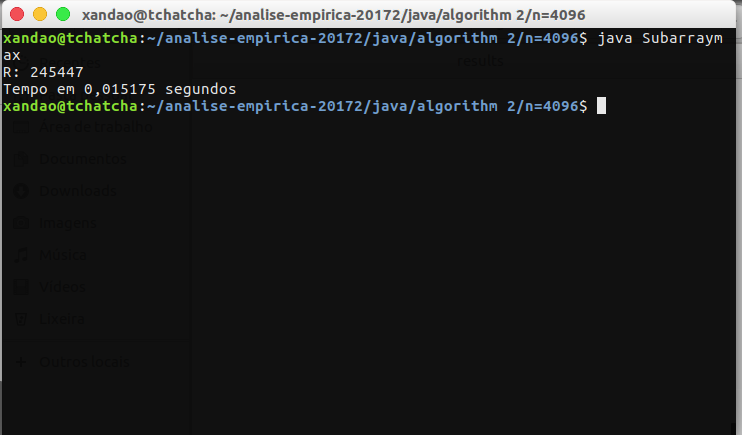 xandao@tchatcha: ~/analise-empirica-20172/java/algorithm 2/n=4096
xandao@tchatcha:~/analise-empirica-20172/java/algorithm 2/n=4096$ java Subarraym
ax
results
R: 245447
Tempo em 0,015175 segundos
xandao@tchatcha:~/analise-empirica-20172/java/algorithm 2/n=4096$
Área de trabalho
Documentos
Downloads
Imagens
Música
Vídeos
Lixeira
+ Outros locais